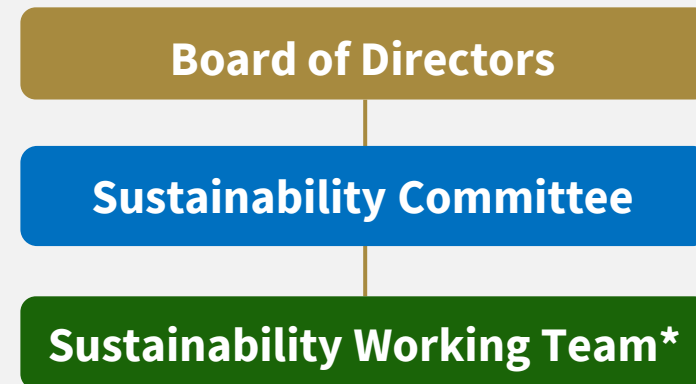 Board of Directors
Sustainability Committee
Sustainability Working Team*